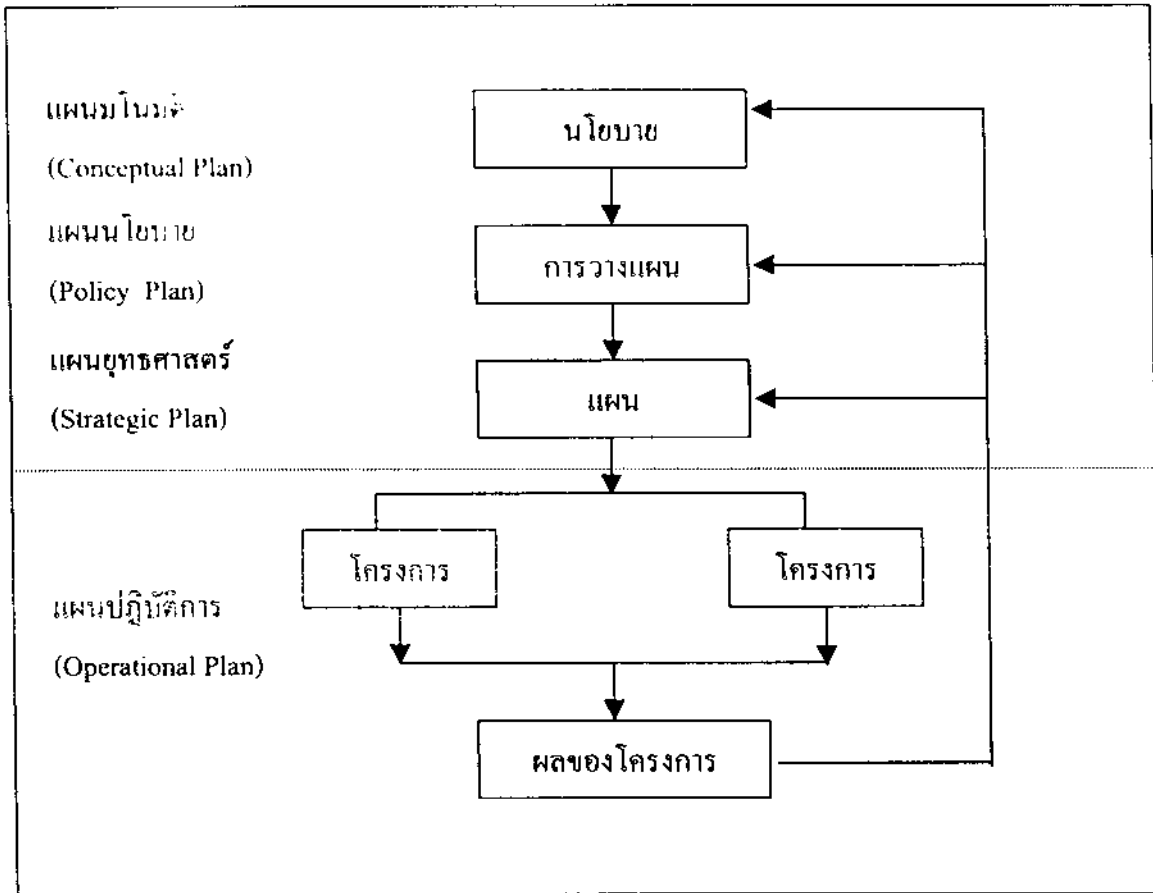 แผนมโนมติ
(Conceptual Plan)
นโยบาย
แผนนโยบาย
(Policy Plan)
การวางแผน
แผนยุทธศาสตร์
(Strategic Plan)
แผน
โครงการ
โครงการ
แผนปฏิบัติการ
(Operational Plan)
ผลของโครงการ